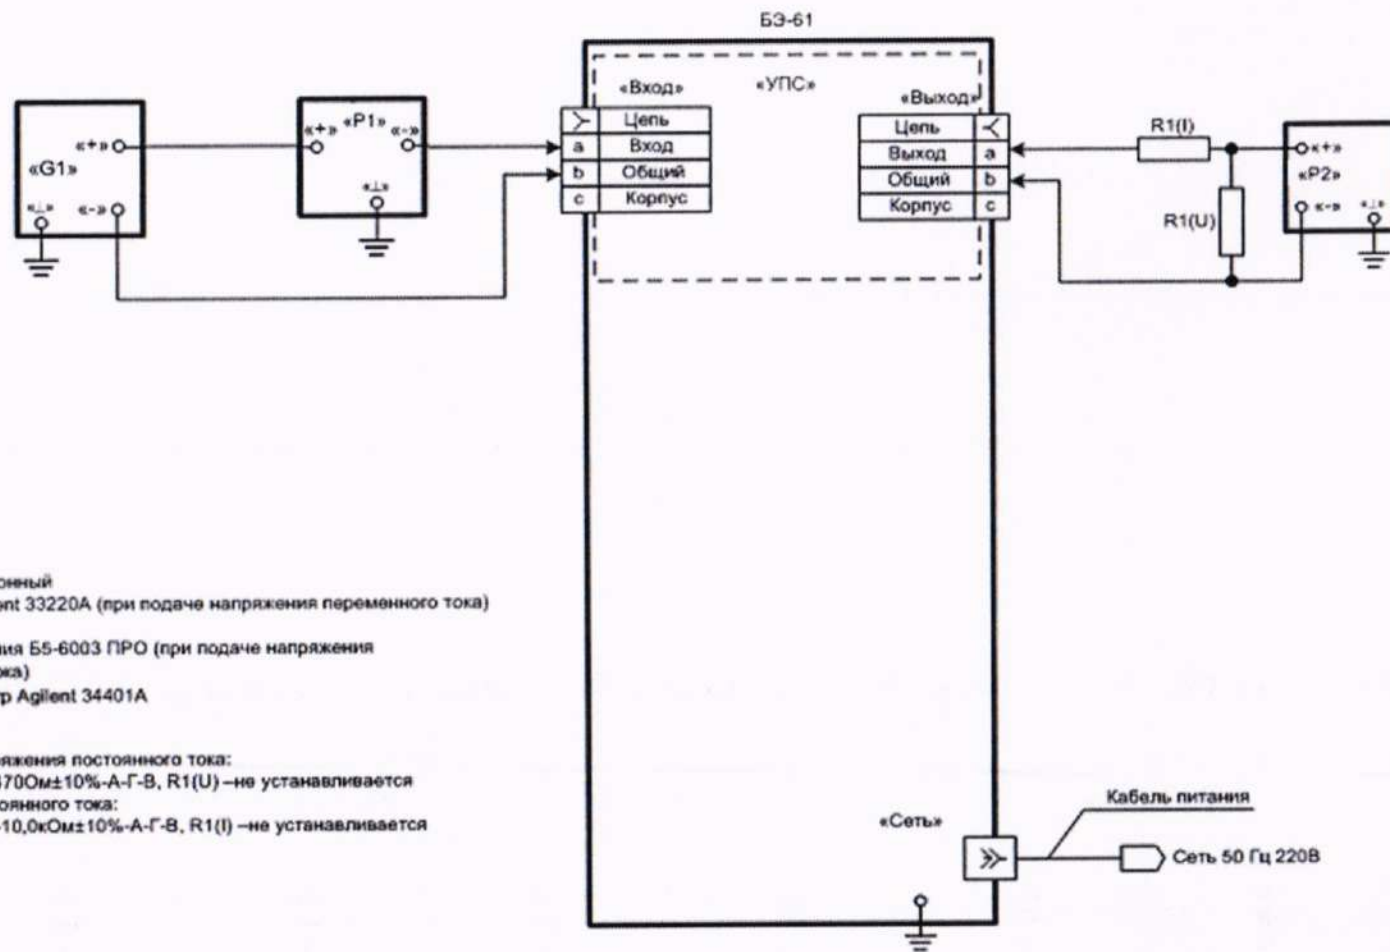 БЭ-61
«Вход» «УПС» «Выход»
Цепь
a Вход
b Общий
c Корпус
Цепь
Выход a
Общий b
Корпус c
«G1» «+» «-» «⊥»
«+» «P1» «-»
«⊥»
R1(I)
R1(U)
«+»
«P2»
«-» «⊥»
онный
ent 33220A (при подаче напряжения переменного тока)
ия Б5-6003 ПРО (при подаче напряжения
ока)
р Agilent 34401A
ряжения постоянного тока:
470Ом±10%-А-Г-В, R1(U) –не устанавливается
тоянного тока:
-10,0кОм±10%-А-Г-В, R1(I) –не устанавливается
«Сеть»
Кабель питания
Сеть 50 Гц 220В